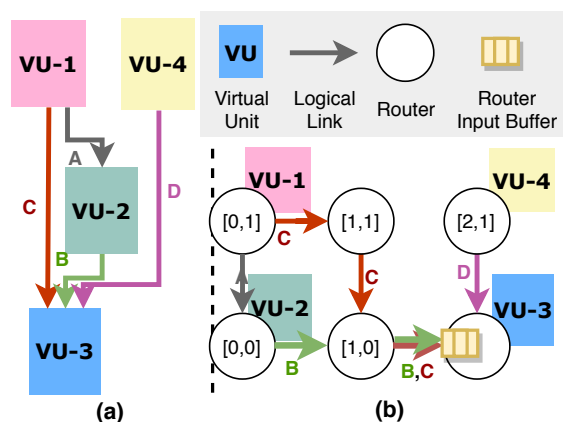 VU-1
VU-4
A
C
D
VU-2
B
VU-3
(a)
VU
Virtual
Unit
Logical
Link
Router
Router
Input Buffer
VU-1
VU-4
[0,1]
C
[1,1]
[2,1]
A
C
D
VU-2
VU-3
[0,0]
B
[1,0]
B,C
(b)